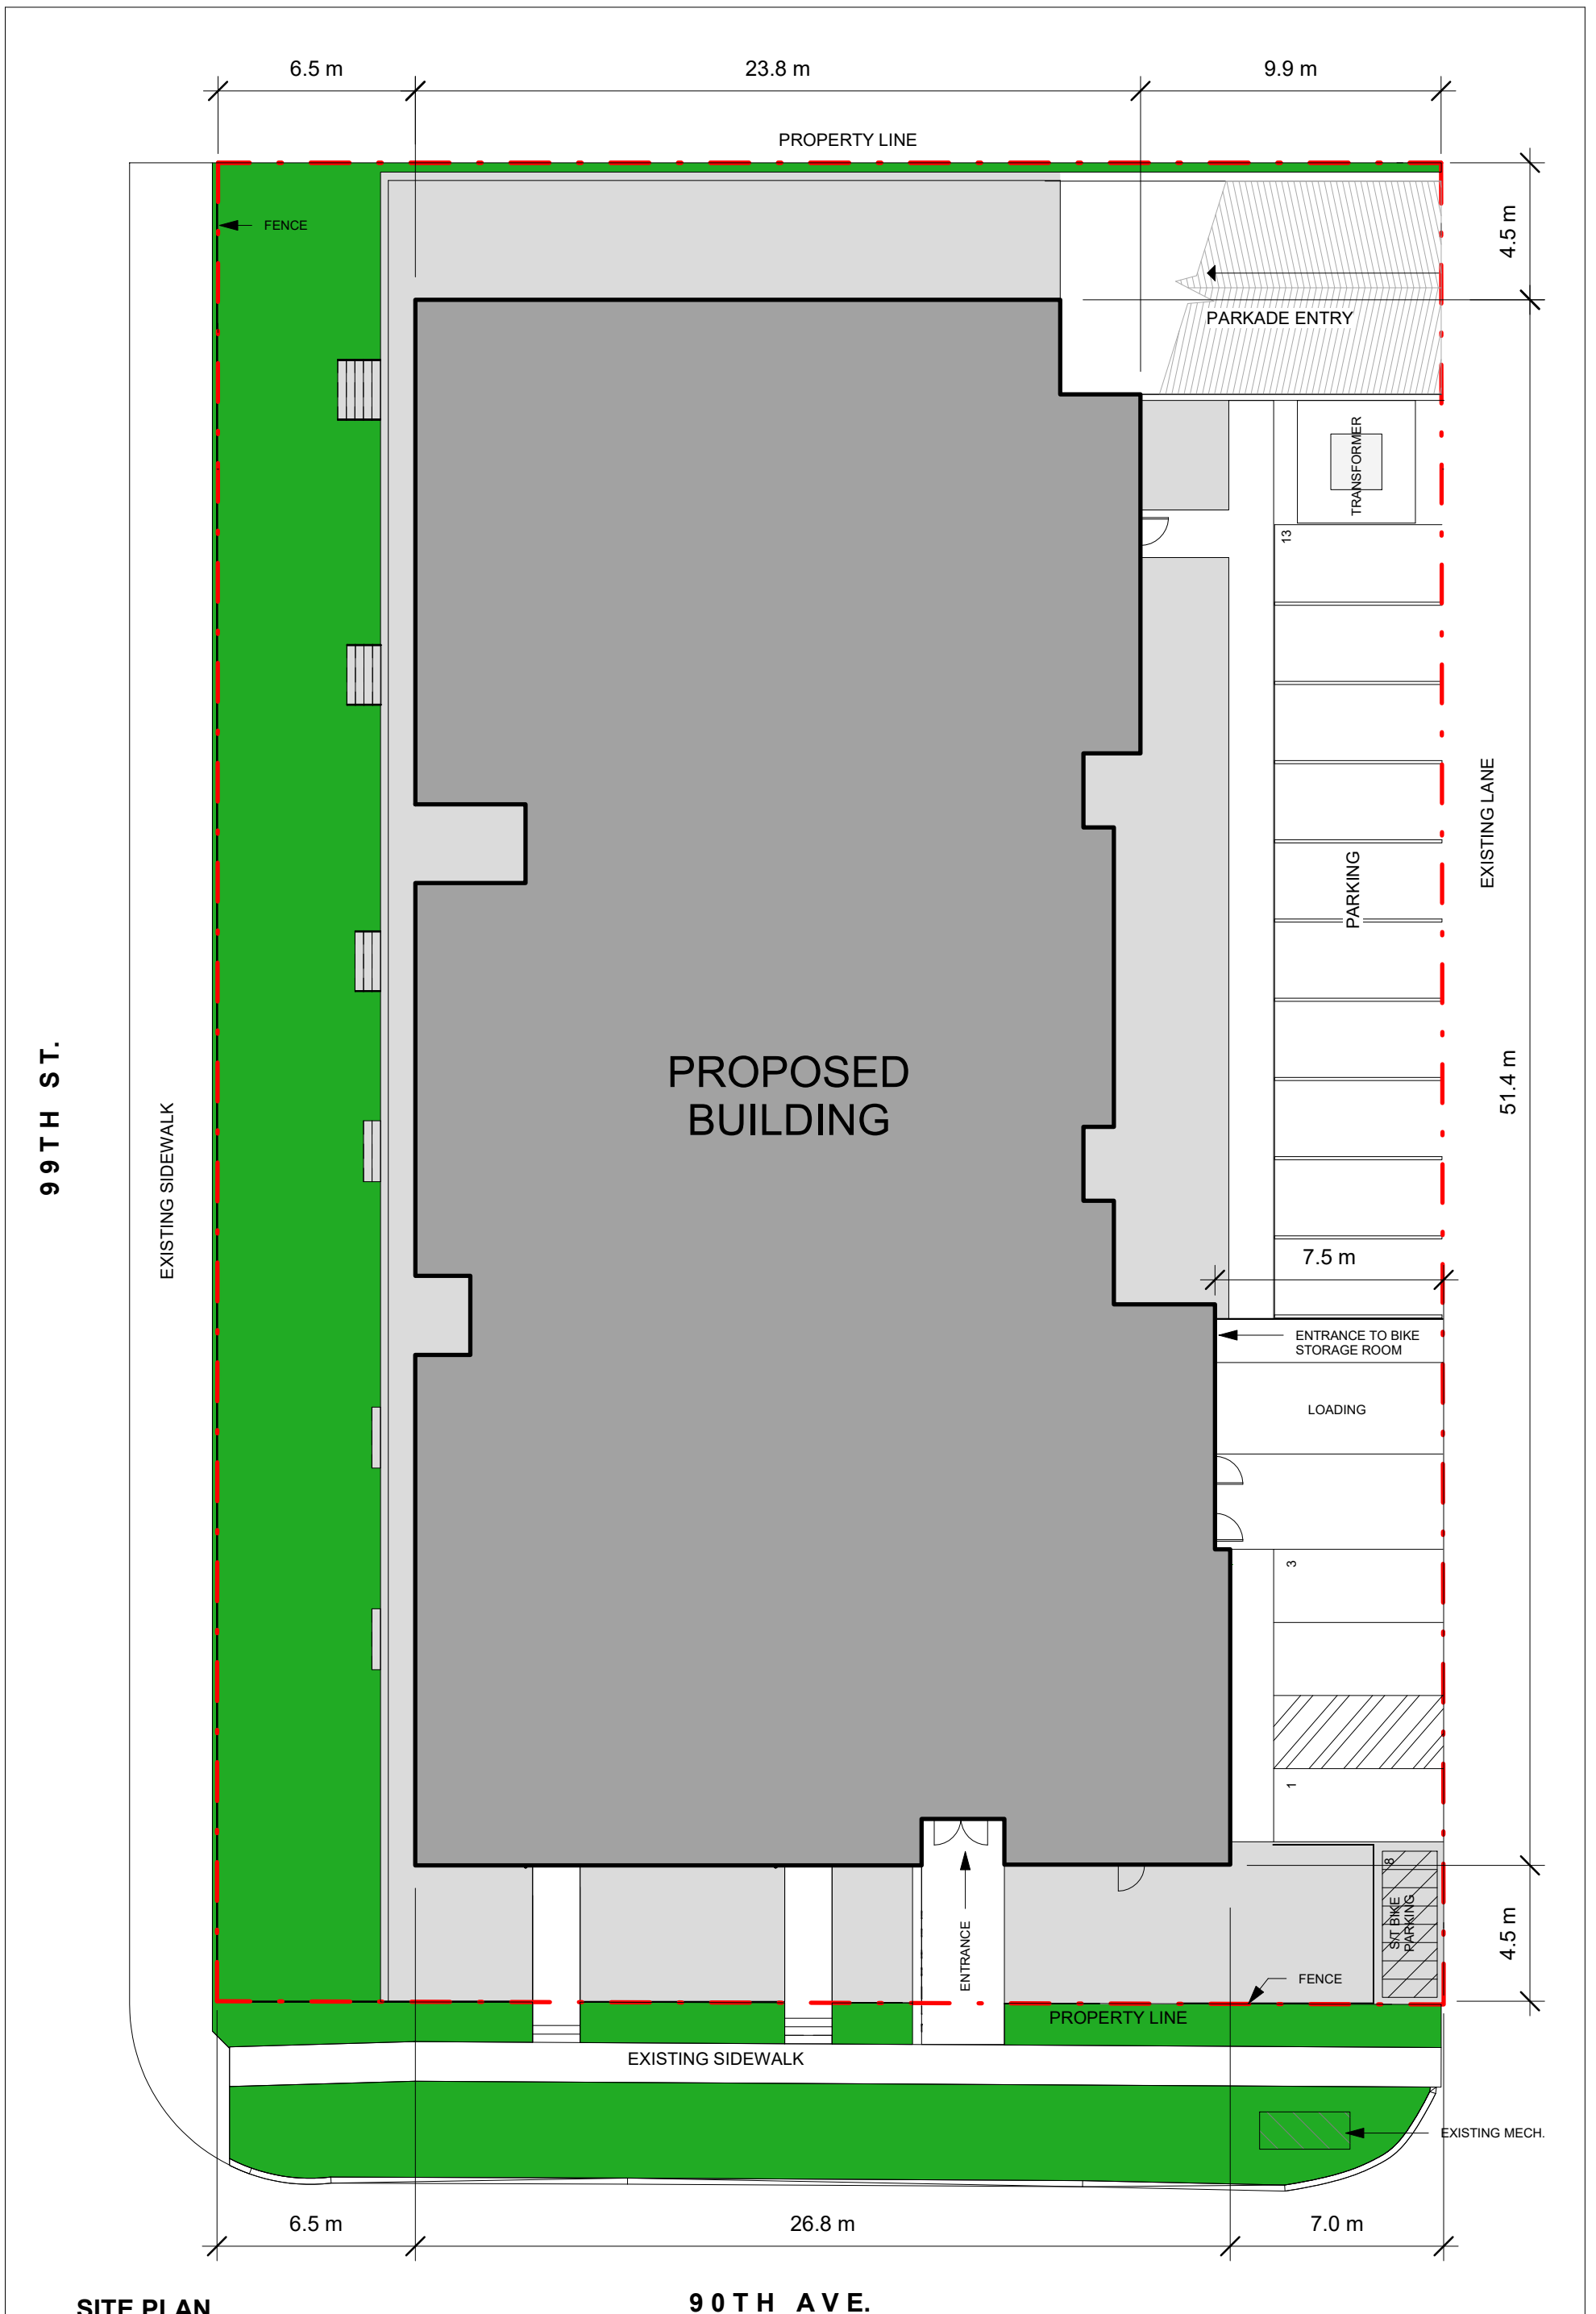 6.5 m
23.8 m
9.9 m
PROPERTY LINE
FENCE
4.5 m
PARKADE ENTRY
TRANSFORMER
13
EXISTING LANE
PARKING
PROPOSED
BUILDING
51.4 m
99TH ST.
EXISTING SIDEWALK
7.5 m
ENTRANCE TO BIKE
STORAGE ROOM
LOADING
3
1
8
S/T BIKE
PARKING
ENTRANCE
4.5 m
FENCE
PROPERTY LINE
EXISTING SIDEWALK
EXISTING MECH.
6.5 m
26.8 m
7.0 m
90TH AVE.
SITE PLAN